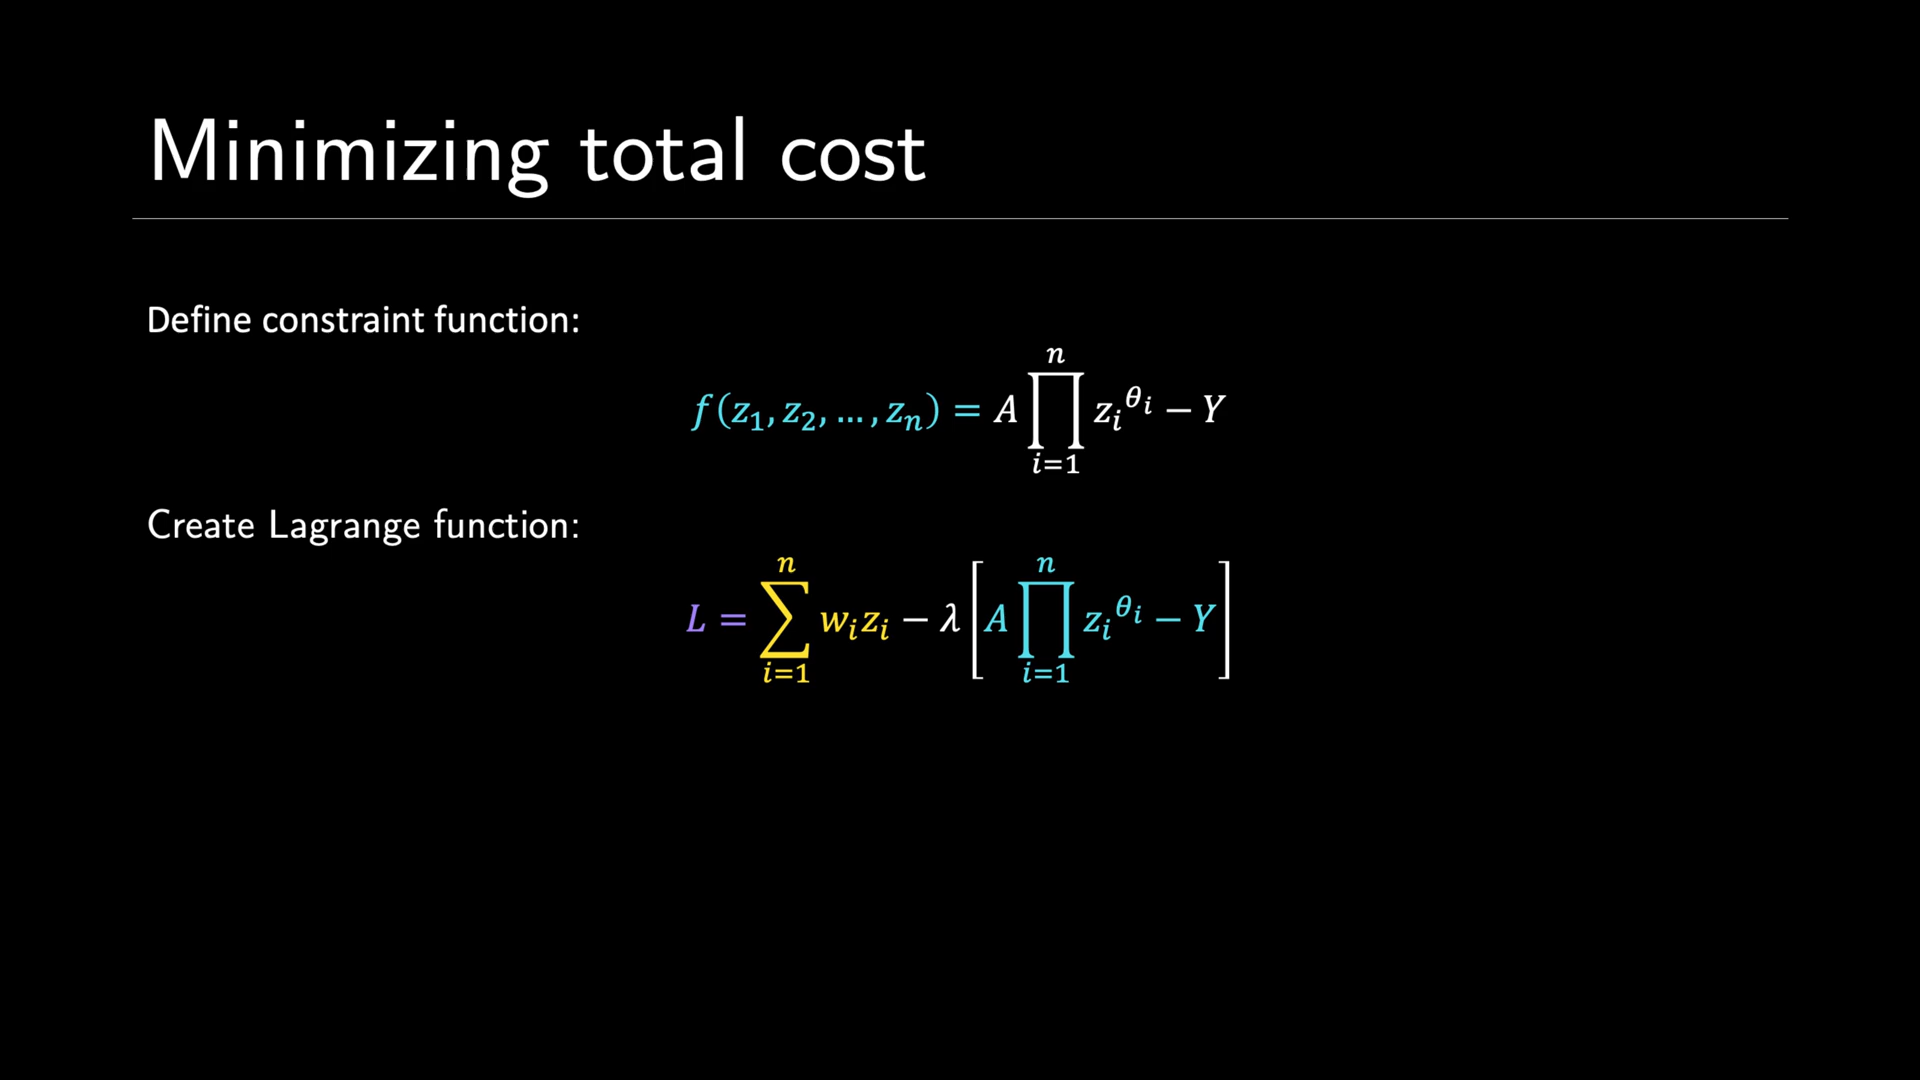 Minimizing total cost
Define constraint function:
f(z₁, z₂, …, zₙ) = A ∏ᵢ₌₁ⁿ zᵢ^θᵢ − Y
Create Lagrange function:
L = ∑ᵢ₌₁ⁿ wᵢzᵢ − λ[A ∏ᵢ₌₁ⁿ zᵢ^θᵢ − Y]